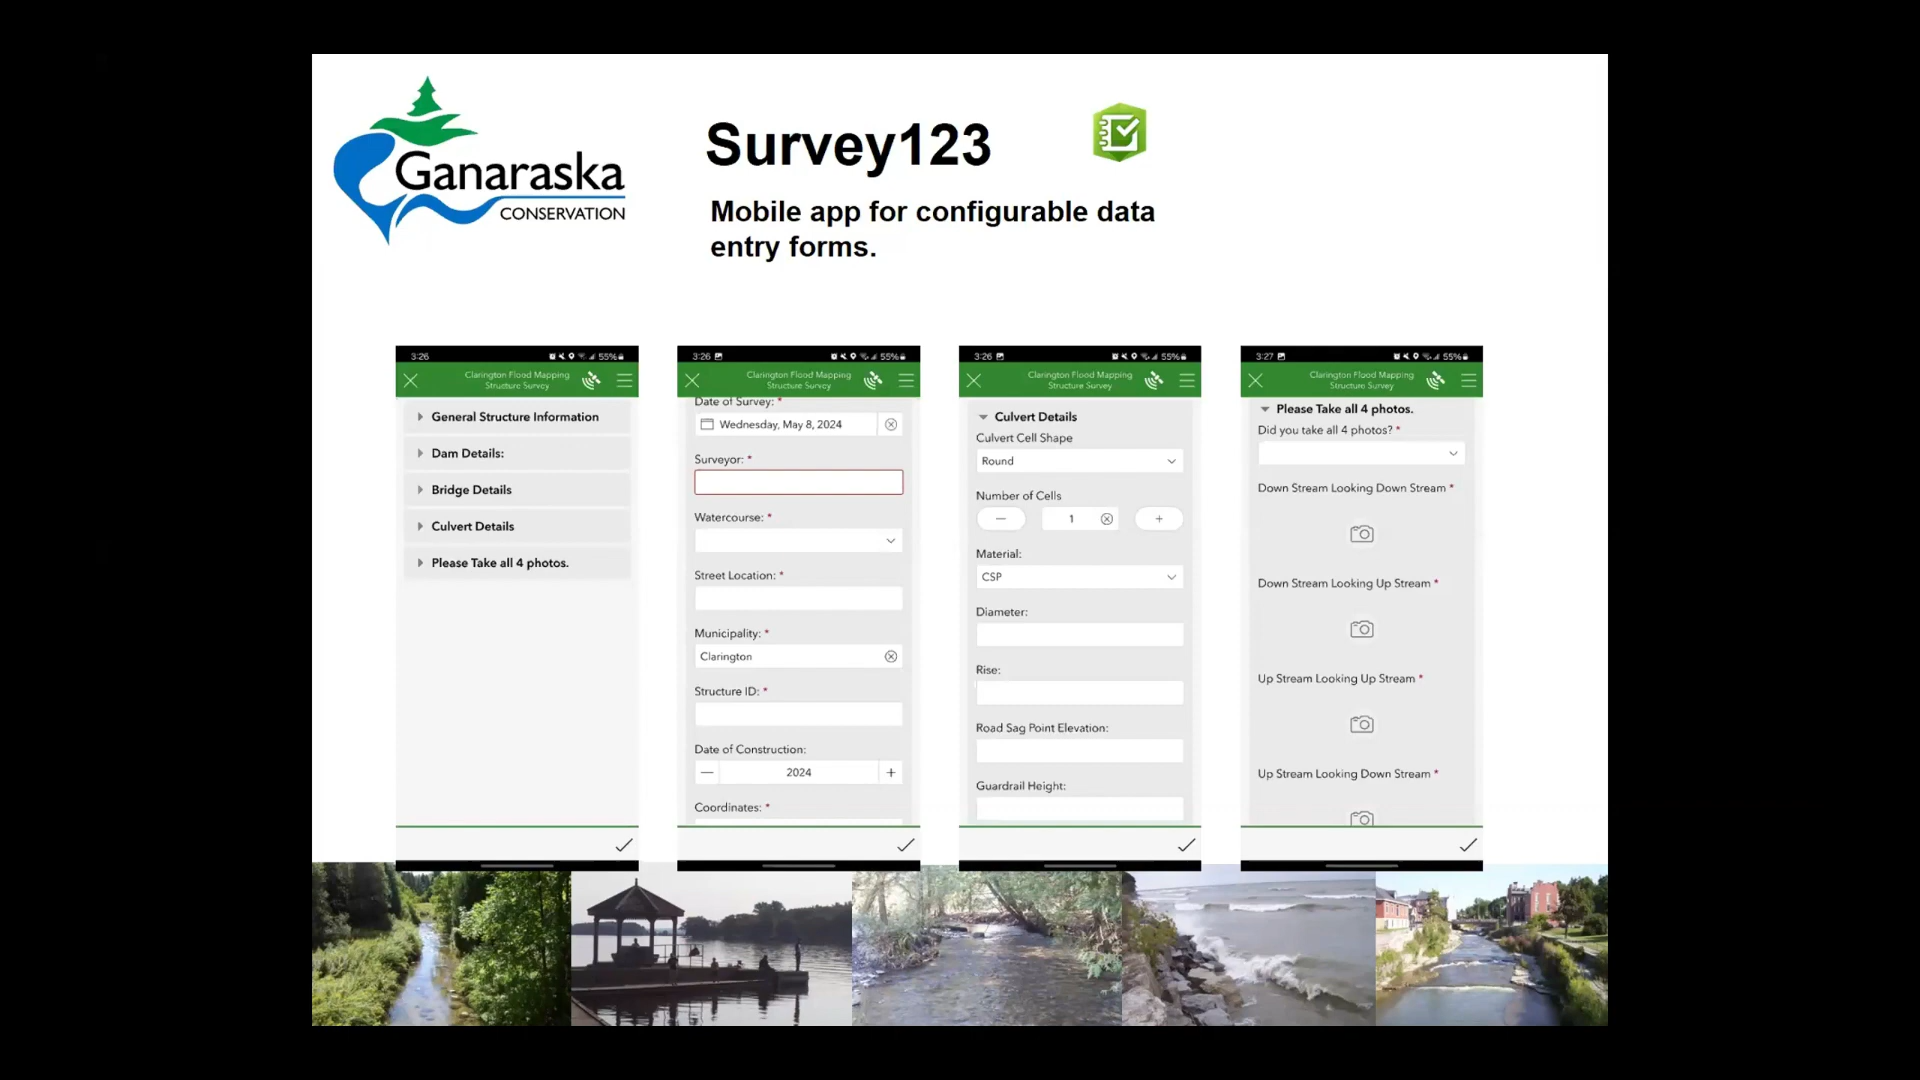 Ganaraska
CONSERVATION
Survey123
Mobile app for configurable data
entry forms.
3:26
55%
Clarington Flood Mapping
Structure Survey
General Structure Information
Dam Details:
Bridge Details
Culvert Details
Please Take all 4 photos.
3:26
55%
Clarington Flood Mapping
Structure Survey
Date of Survey: *
Wednesday, May 8, 2024
Surveyor: *
Watercourse: *
Street Location: *
Municipality: *
Clarington
Structure ID: *
Date of Construction:
2024
Coordinates: *
3:26
55%
Clarington Flood Mapping
Structure Survey
Culvert Details
Culvert Cell Shape
Round
Number of Cells
1
Material:
CSP
Diameter:
Rise:
Road Sag Point Elevation:
Guardrail Height:
3:27
55%
Clarington Flood Mapping
Structure Survey
Please Take all 4 photos.
Did you take all 4 photos? *
Down Stream Looking Down Stream *
Down Stream Looking Up Stream *
Up Stream Looking Up Stream *
Up Stream Looking Down Stream *